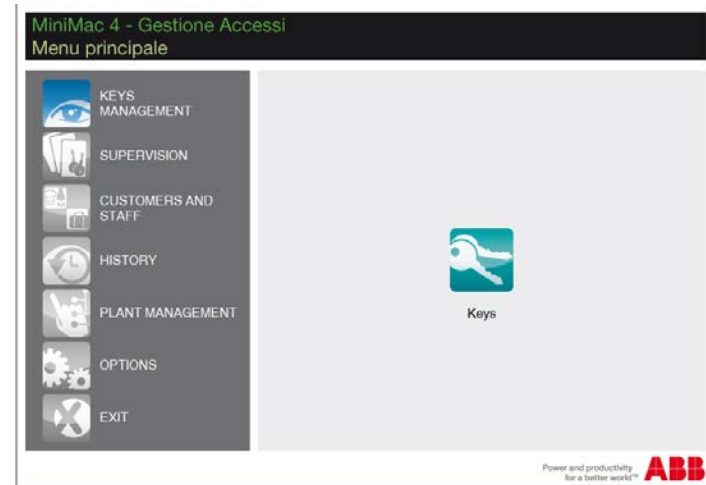 MiniMac 4 - Gestione Accessi
Menu principale
KEYS
MANAGEMENT
SUPERVISION
CUSTOMERS AND
STAFF
HISTORY
PLANT MANAGEMENT
OPTIONS
EXIT
Keys
Power and productivity
for a better world™
ABB